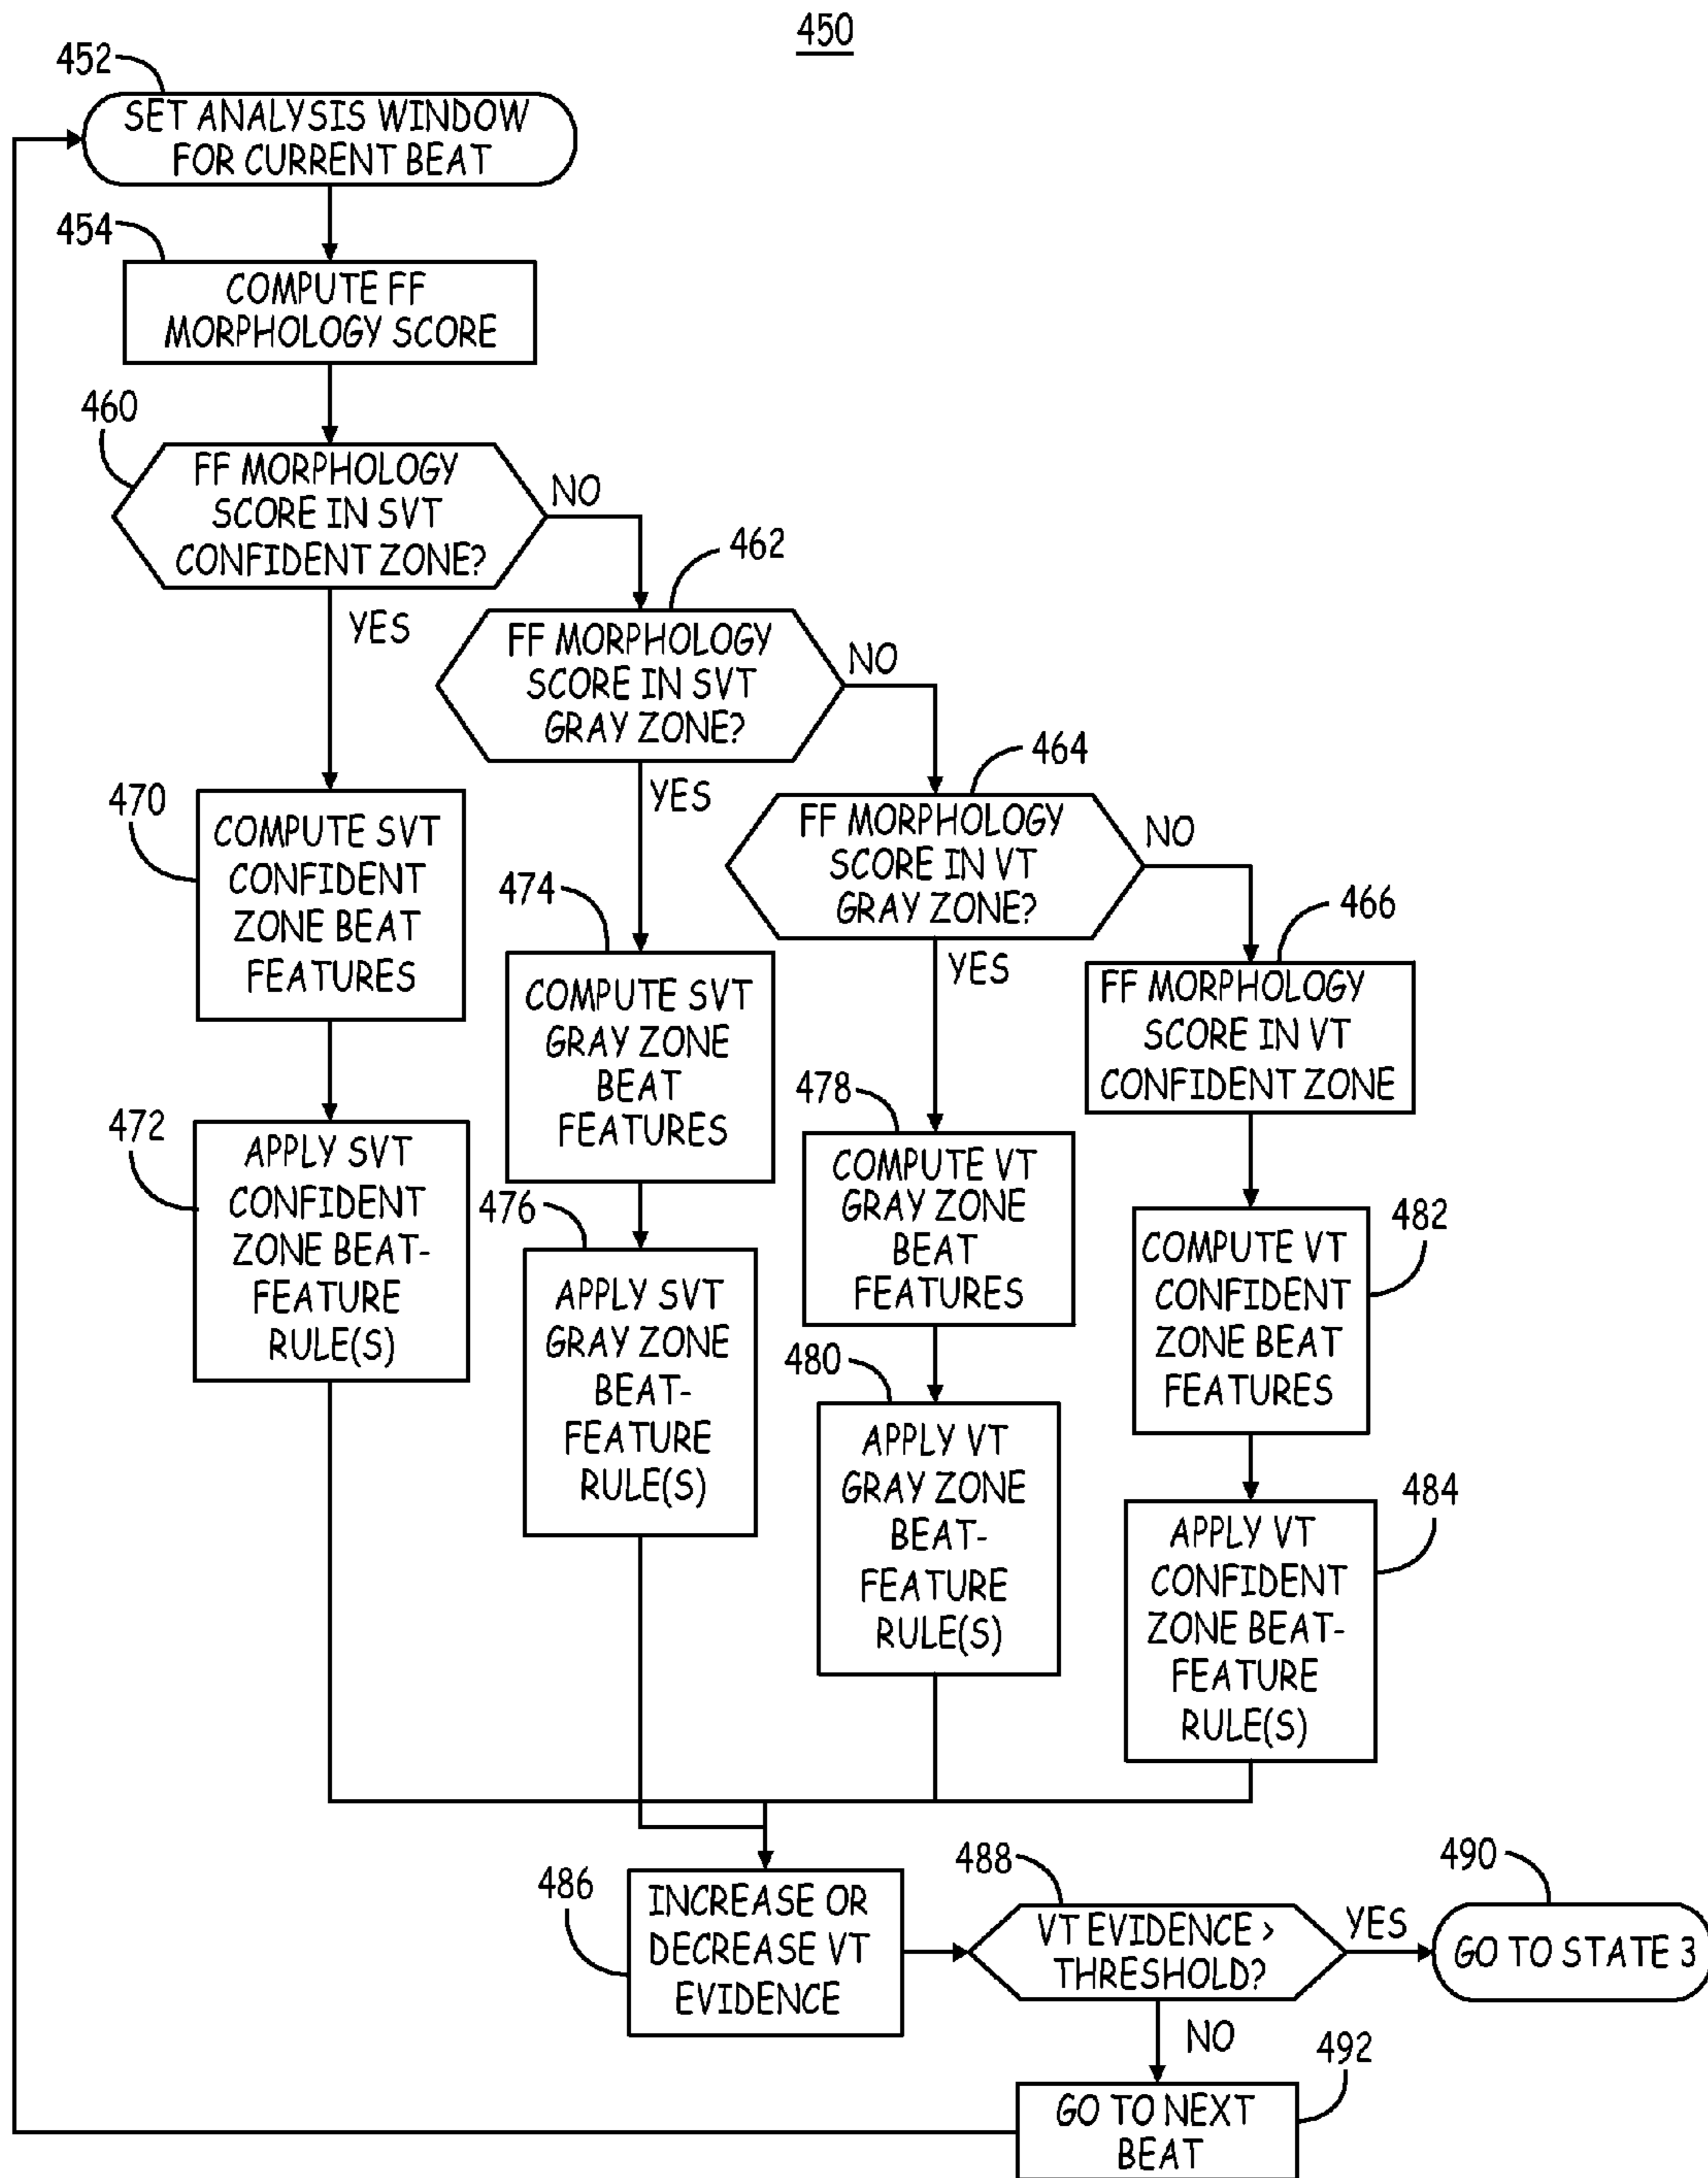 450
452
SET ANALYSIS WINDOW
FOR CURRENT BEAT
454
COMPUTE FF
MORPHOLOGY SCORE
460
FF MORPHOLOGY
SCORE IN SVT
CONFIDENT ZONE?
NO
YES
462
FF MORPHOLOGY
SCORE IN SVT
GRAY ZONE?
NO
YES
464
FF MORPHOLOGY
SCORE IN VT
GRAY ZONE?
NO
YES
466
FF MORPHOLOGY
SCORE IN VT
CONFIDENT ZONE
470
COMPUTE SVT
CONFIDENT
ZONE BEAT
FEATURES
472
APPLY SVT
CONFIDENT
ZONE BEAT-
FEATURE
RULE(S)
474
COMPUTE SVT
GRAY ZONE
BEAT
FEATURES
476
APPLY SVT
GRAY ZONE
BEAT-
FEATURE
RULE(S)
478
COMPUTE VT
GRAY ZONE
BEAT
FEATURES
480
APPLY VT
GRAY ZONE
BEAT-
FEATURE
RULE(S)
482
COMPUTE VT
CONFIDENT
ZONE BEAT
FEATURES
484
APPLY VT
CONFIDENT
ZONE BEAT-
FEATURE
RULE(S)
486
INCREASE OR
DECREASE VT
EVIDENCE
488
VT EVIDENCE >
THRESHOLD?
YES
NO
490
GO TO STATE 3
492
GO TO NEXT
BEAT